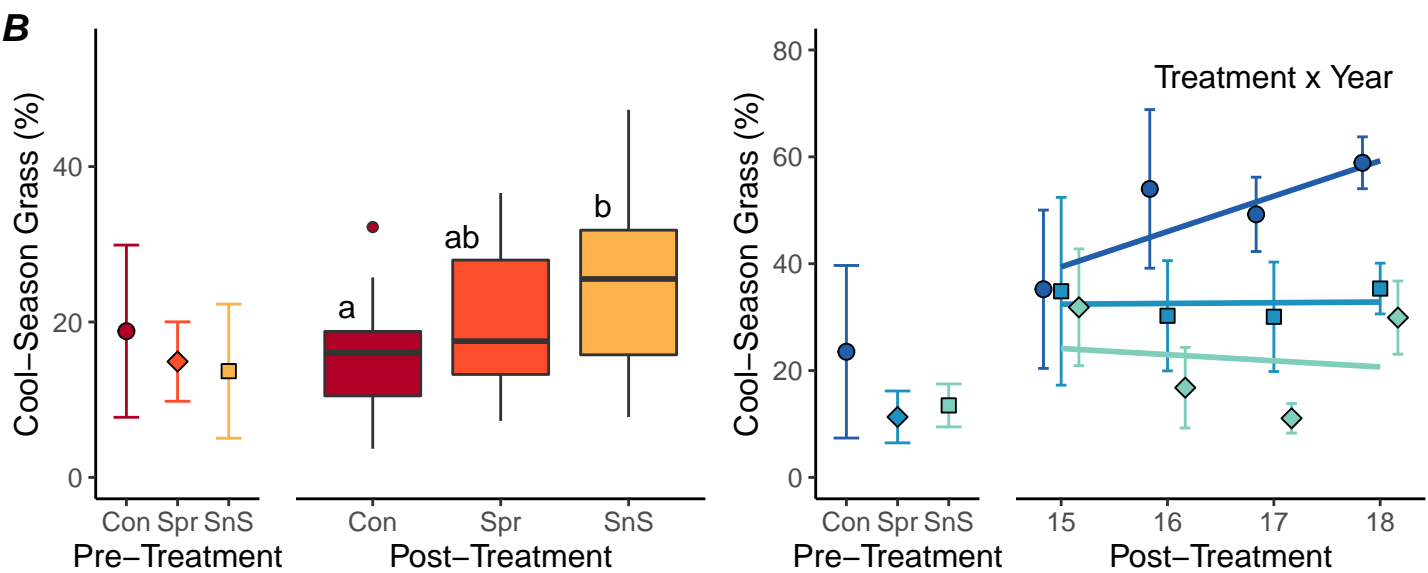 B
Cool−Season Grass (%)
40
20
0
a
ab
b
Con Spr SnS
Pre−Treatment
Con Spr SnS
Post−Treatment
Cool−Season Grass (%)
80
60
40
20
0
Treatment x Year
Con Spr SnS
Pre−Treatment
15 16 17 18
Post−Treatment